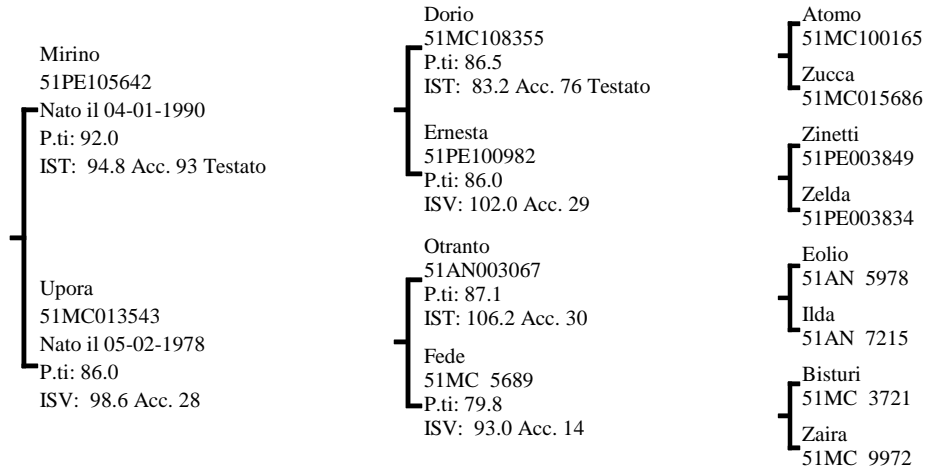 Mirino
51PE105642
Nato il 04-01-1990
P.ti: 92.0
IST:  94.8 Acc. 93 Testato
Upora
51MC013543
Nato il 05-02-1978
P.ti: 86.0
ISV:  98.6 Acc. 28
Dorio
51MC108355
P.ti: 86.5
IST:  83.2 Acc. 76 Testato
Ernesta
51PE100982
P.ti: 86.0
ISV: 102.0 Acc. 29
Otranto
51AN003067
P.ti: 87.1
IST: 106.2 Acc. 30
Fede
51MC  5689
P.ti: 79.8
ISV:  93.0 Acc. 14
Atomo
51MC100165
Zucca
51MC015686
Zinetti
51PE003849
Zelda
51PE003834
Eolio
51AN  5978
Ilda
51AN  7215
Bisturi
51MC  3721
Zaira
51MC  9972